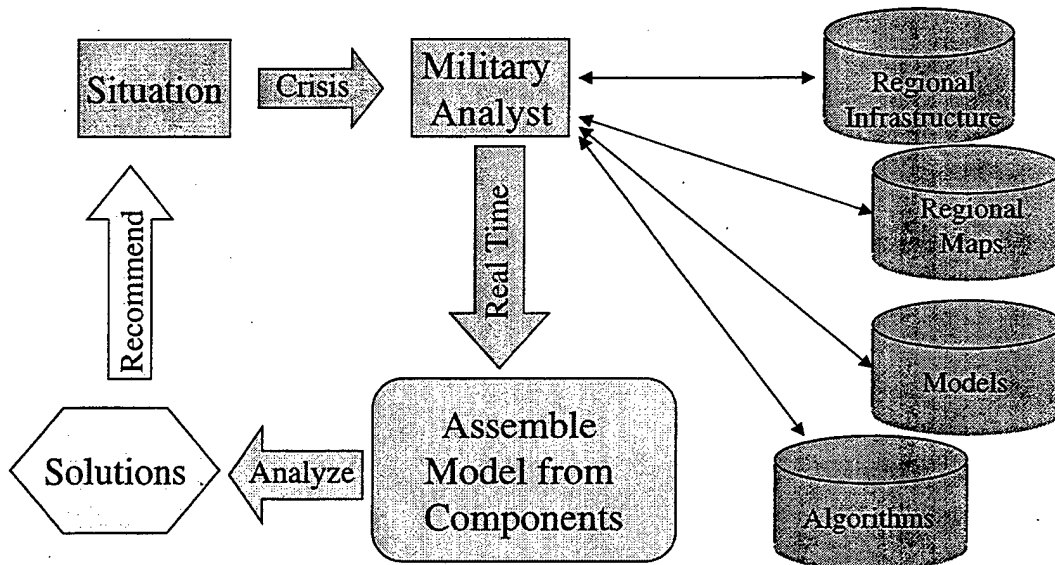 Situation
Crisis
Military
Analyst
Regional
Infrastructure
Regional
Maps
Models
Algorithms
Real Time
Assemble
Model from
Components
Analyze
Solutions
Recommend